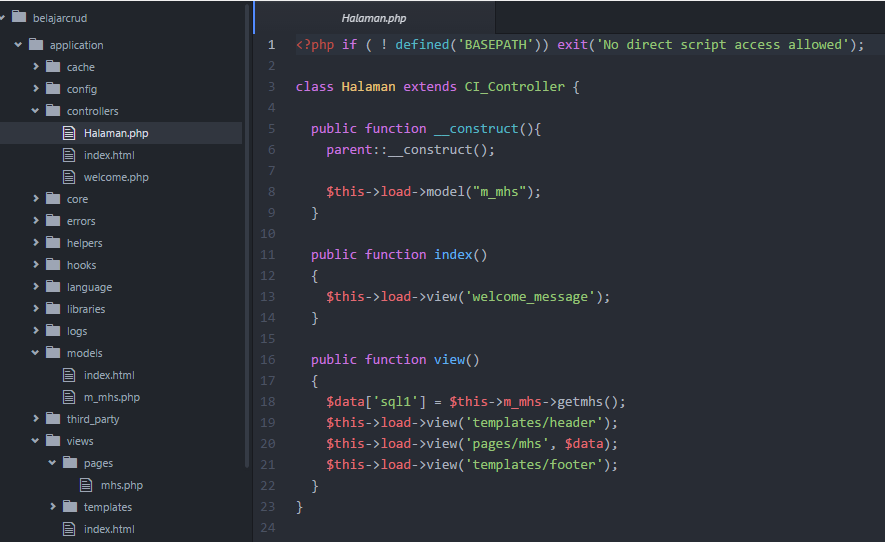 belajarcrud
application
cache
config
controllers
Halaman.php
index.html
welcome.php
core
errors
helpers
hooks
language
libraries
logs
models
index.html
m_mhs.php
third_party
views
pages
mhs.php
templates
index.html
Halaman.php
1 <?php if ( ! defined('BASEPATH')) exit('No direct script access allowed');
2
3 class Halaman extends CI_Controller {
4
5   public function __construct(){
6     parent::__construct();
7
8     $this->load->model("m_mhs");
9   }
10
11   public function index()
12   {
13     $this->load->view('welcome_message');
14   }
15
16   public function view()
17   {
18     $data['sql1'] = $this->m_mhs->getmhs();
19     $this->load->view('templates/header');
20     $this->load->view('pages/mhs', $data);
21     $this->load->view('templates/footer');
22   }
23 }
24